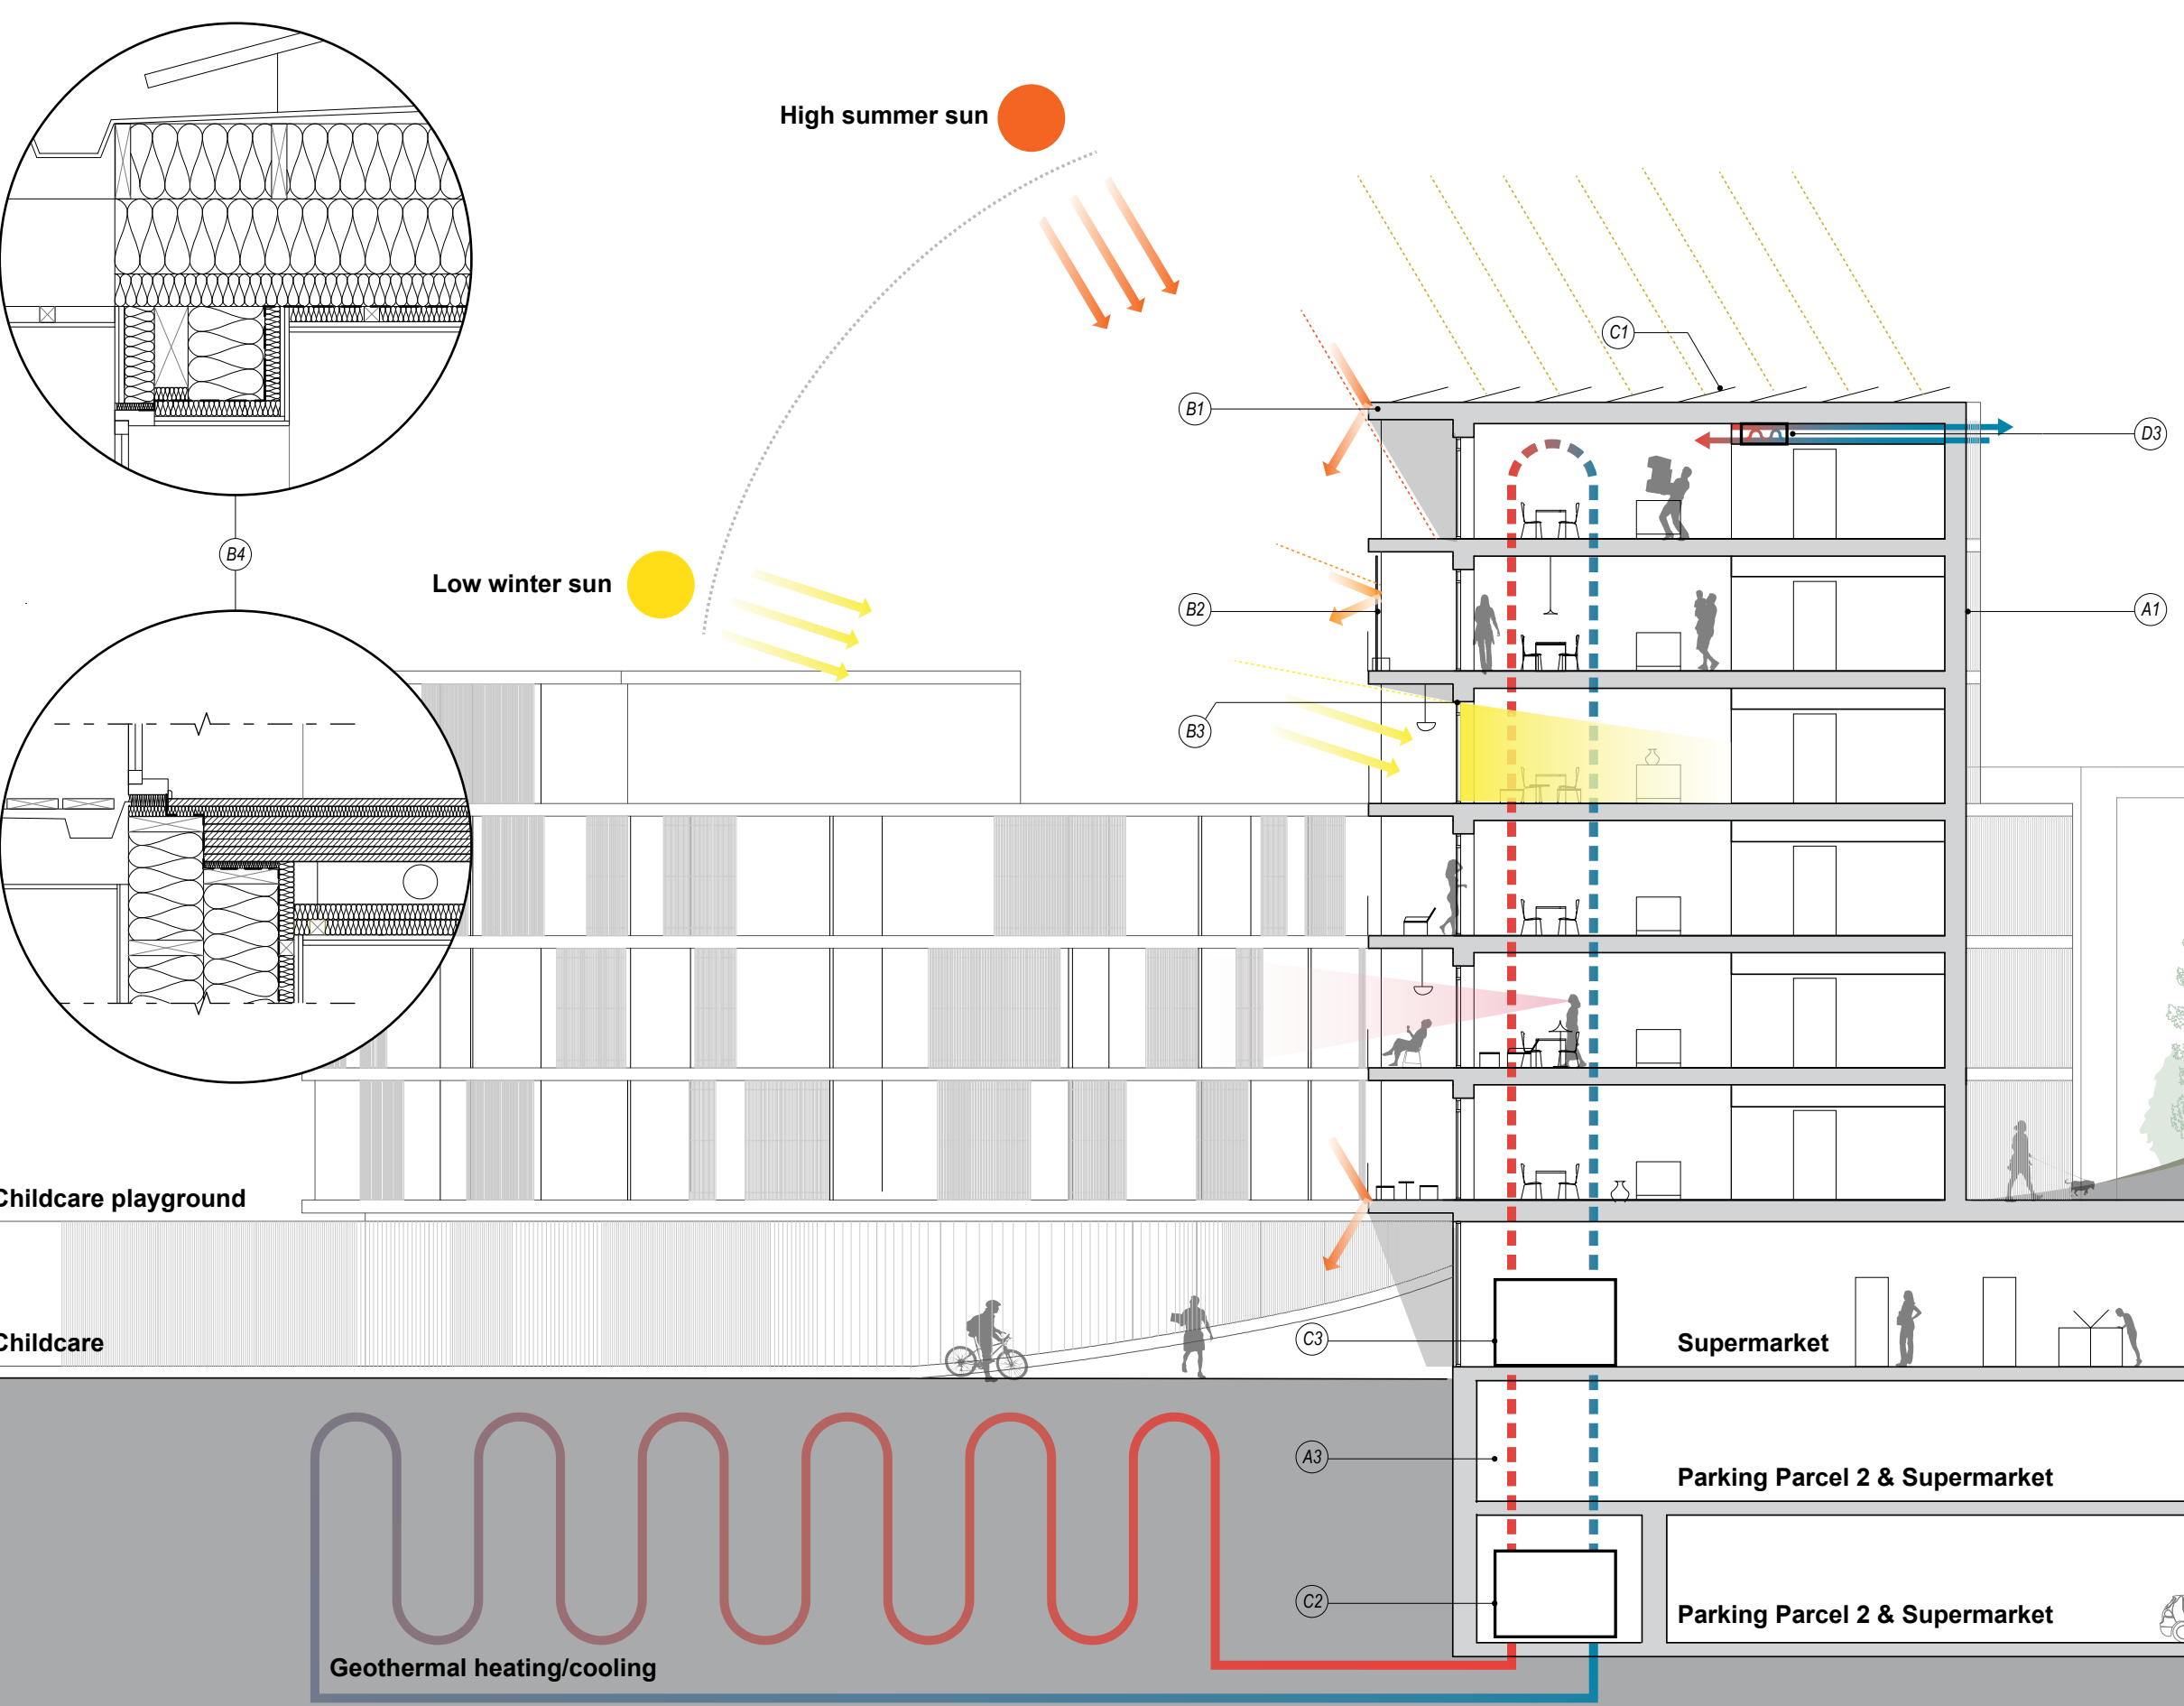 High summer sun
C1
B1
D3
B4
Low winter sun
B2
A1
B3
Childcare playground
C3
Supermarket
Childcare
A3
Parking Parcel 2 & Supermarket
C2
Parking Parcel 2 & Supermarket
Geothermal heating/cooling